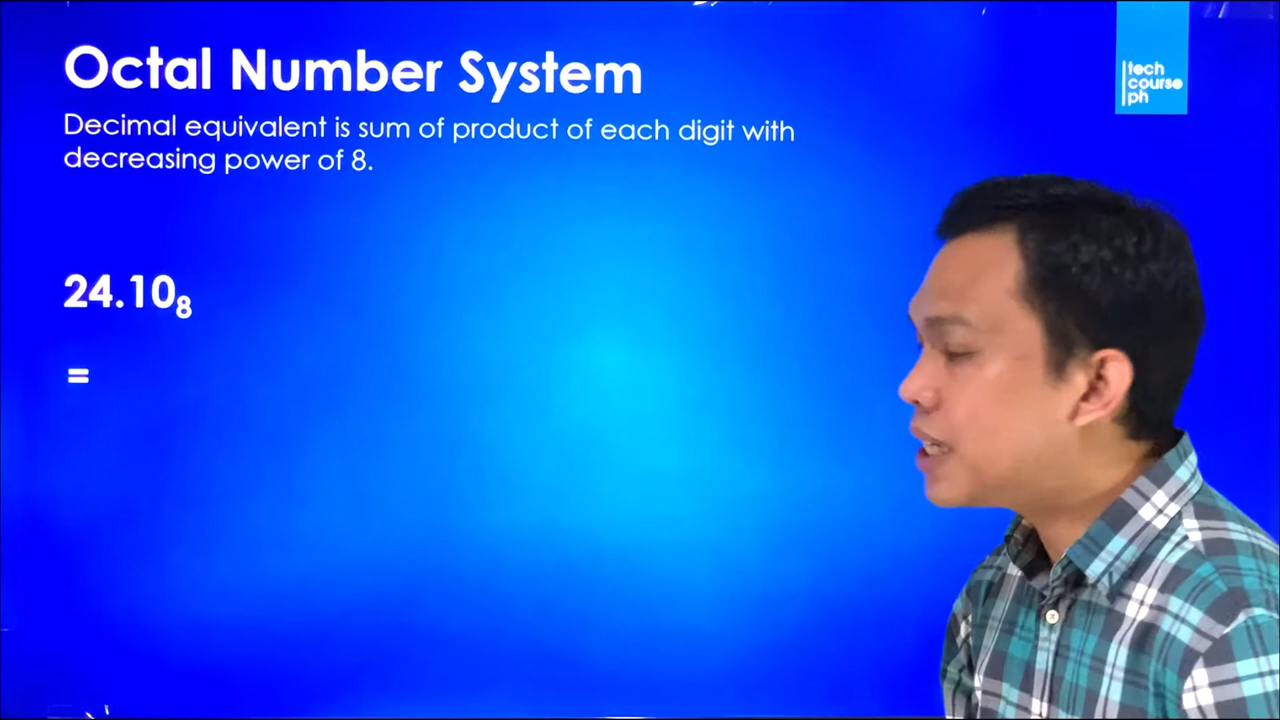 Octal Number System
Decimal equivalent is sum of product of each digit with
decreasing power of 8.
24.10₈
=
tech
course
ph